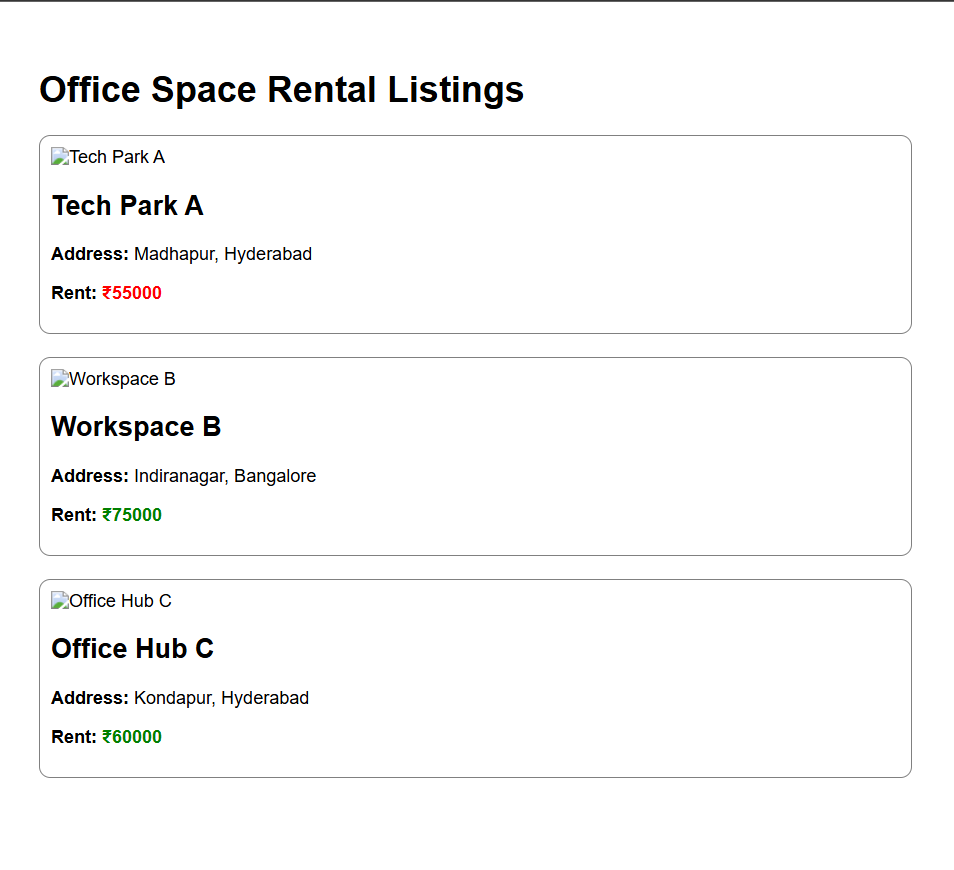 Office Space Rental Listings
Tech Park A
Tech Park A
Address: Madhapur, Hyderabad
Rent: ₹55000
Workspace B
Workspace B
Address: Indiranagar, Bangalore
Rent: ₹75000
Office Hub C
Office Hub C
Address: Kondapur, Hyderabad
Rent: ₹60000